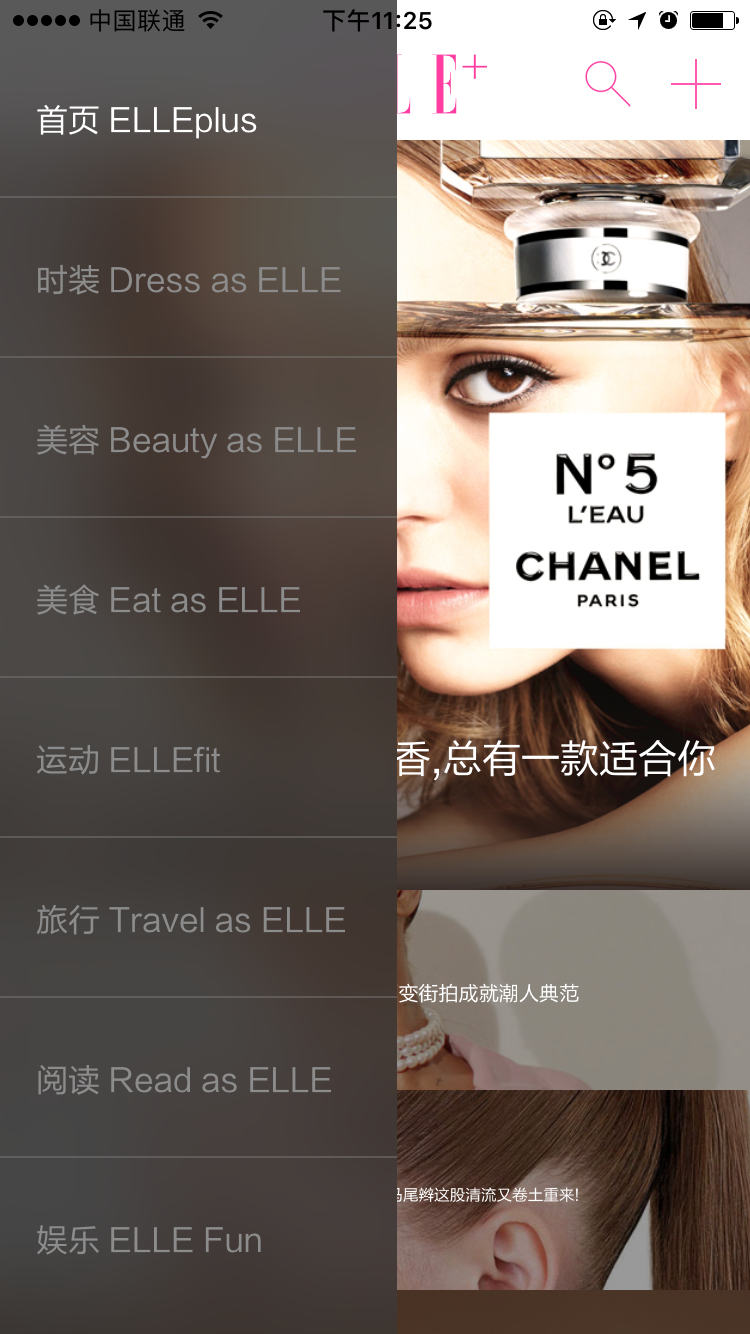 中国联通 下午11:25
LE+
首页 ELLEplus
时装 Dress as ELLE
美容 Beauty as ELLE
美食 Eat as ELLE
运动 ELLEfit
旅行 Travel as ELLE
阅读 Read as ELLE
娱乐 ELLE Fun
N°5
L'EAU
CHANEL
PARIS
香,总有一款适合你
变街拍成就潮人典范
尾辫这股清流又卷土重来!